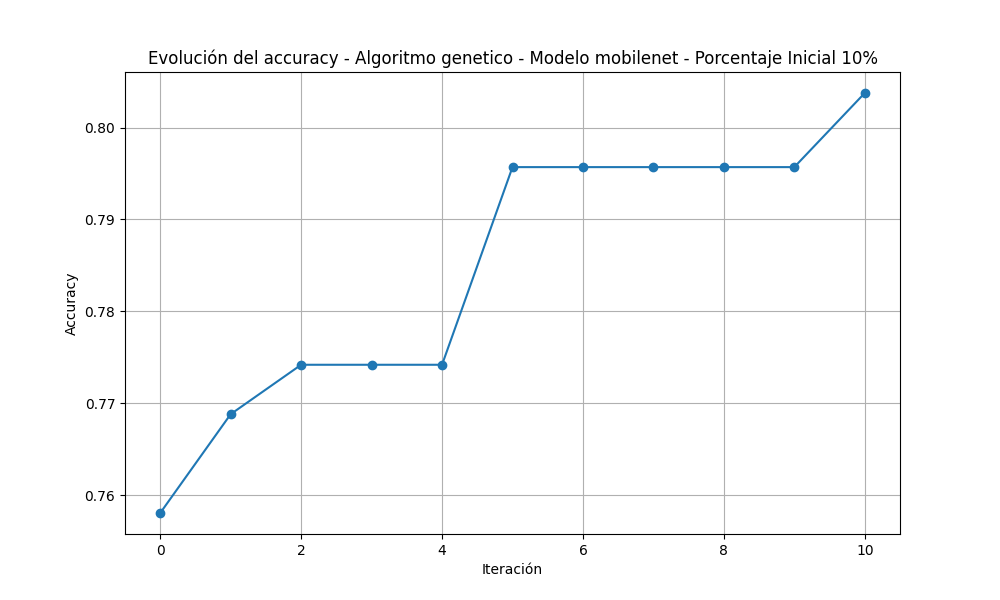 Evolución del accuracy - Algoritmo genetico - Modelo mobilenet - Porcentaje Inicial 10%
0.80
0.79
0.78
0.77
0.76
Accuracy
0 2 4 6 8 10
Iteración